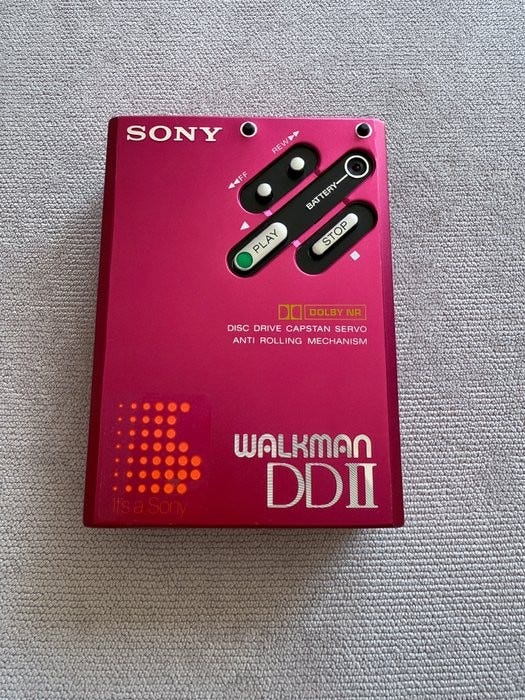 SONY
◀◀FF
REW▶▶
BATTERY
▶ PLAY
STOP ■
DOLBY NR
DISC DRIVE CAPSTAN SERVO
ANTI ROLLING MECHANISM
WALKMAN
DDII
It's a Sony